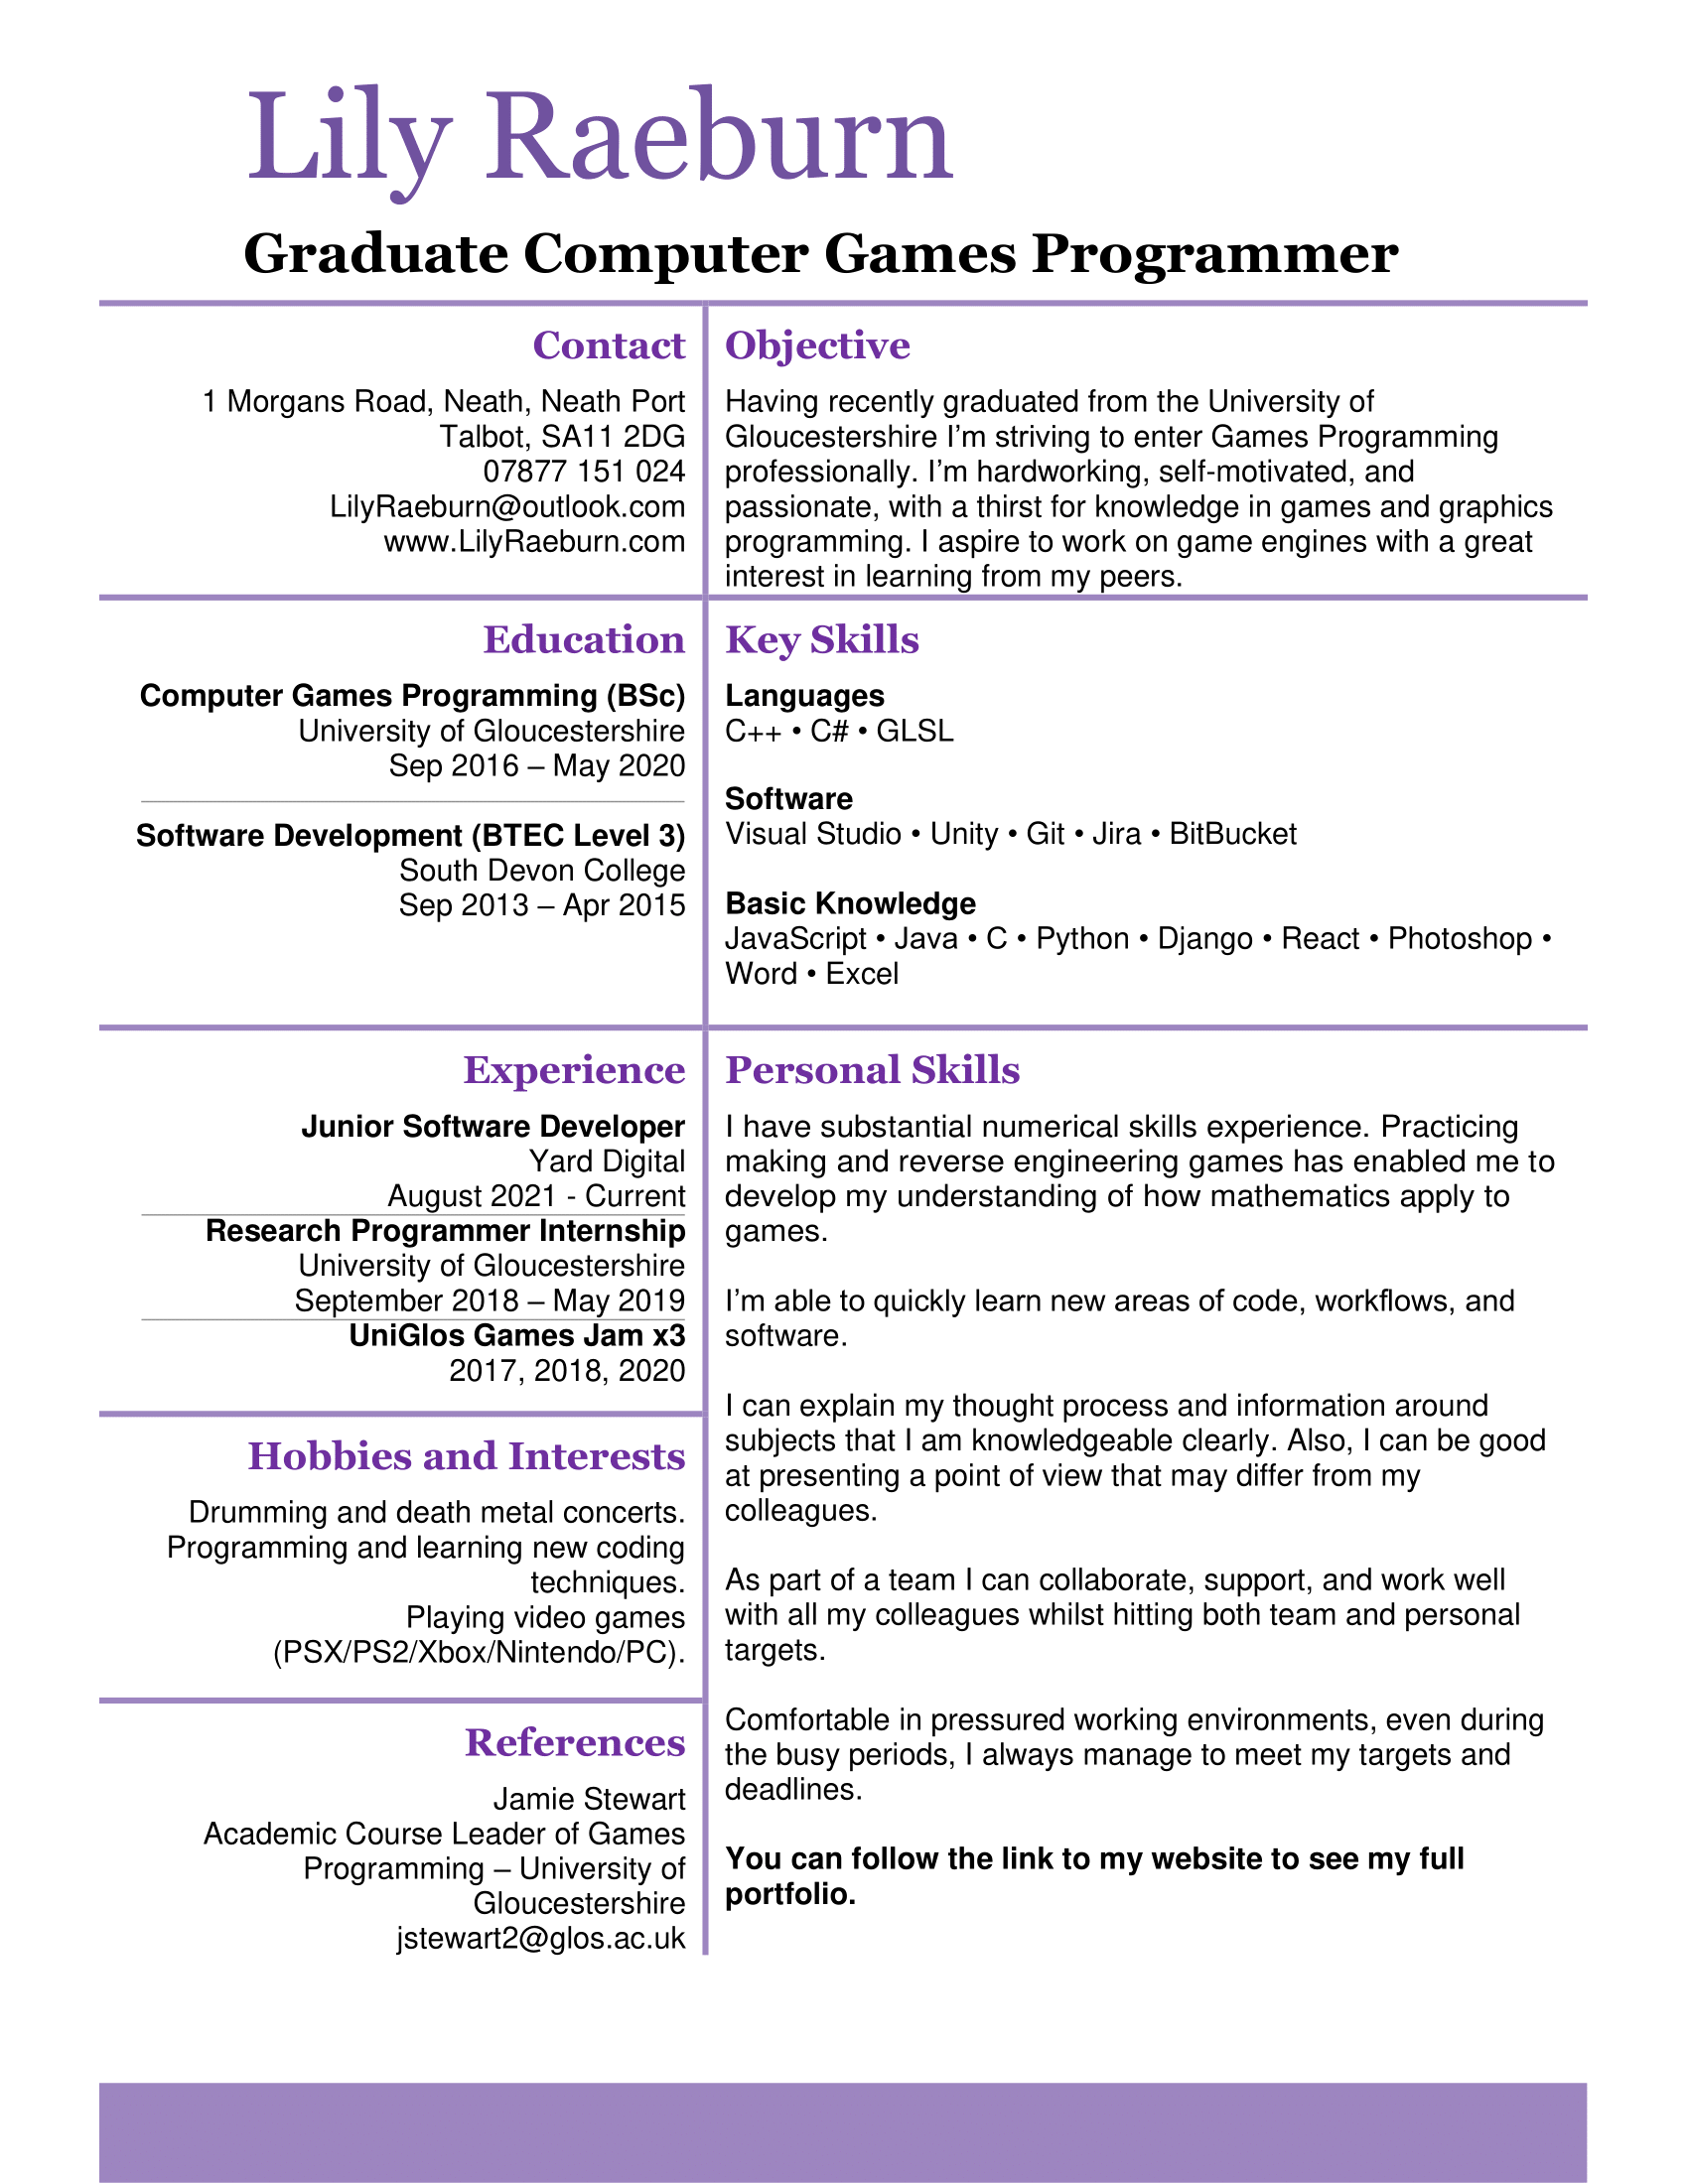 Lily Raeburn
Graduate Computer Games Programmer
Contact
1 Morgans Road, Neath, Neath Port
Talbot, SA11 2DG
07877 151 024
LilyRaeburn@outlook.com
www.LilyRaeburn.com
Objective
Having recently graduated from the University of
Gloucestershire I’m striving to enter Games Programming
professionally. I’m hardworking, self-motivated, and
passionate, with a thirst for knowledge in games and graphics
programming. I aspire to work on game engines with a great
interest in learning from my peers.
Education
Computer Games Programming (BSc)
University of Gloucestershire
Sep 2016 – May 2020
Software Development (BTEC Level 3)
South Devon College
Sep 2013 – Apr 2015
Key Skills
Languages
C++ • C# • GLSL
Software
Visual Studio • Unity • Git • Jira • BitBucket
Basic Knowledge
JavaScript • Java • C • Python • Django • React • Photoshop •
Word • Excel
Experience
Junior Software Developer
Yard Digital
August 2021 - Current
Research Programmer Internship
University of Gloucestershire
September 2018 – May 2019
UniGlos Games Jam x3
2017, 2018, 2020
Hobbies and Interests
Drumming and death metal concerts.
Programming and learning new coding
techniques.
Playing video games
(PSX/PS2/Xbox/Nintendo/PC).
References
Jamie Stewart
Academic Course Leader of Games
Programming – University of
Gloucestershire
jstewart2@glos.ac.uk
Personal Skills
I have substantial numerical skills experience. Practicing
making and reverse engineering games has enabled me to
develop my understanding of how mathematics apply to
games.
I’m able to quickly learn new areas of code, workflows, and
software.
I can explain my thought process and information around
subjects that I am knowledgeable clearly. Also, I can be good
at presenting a point of view that may differ from my
colleagues.
As part of a team I can collaborate, support, and work well
with all my colleagues whilst hitting both team and personal
targets.
Comfortable in pressured working environments, even during
the busy periods, I always manage to meet my targets and
deadlines.
You can follow the link to my website to see my full
portfolio.